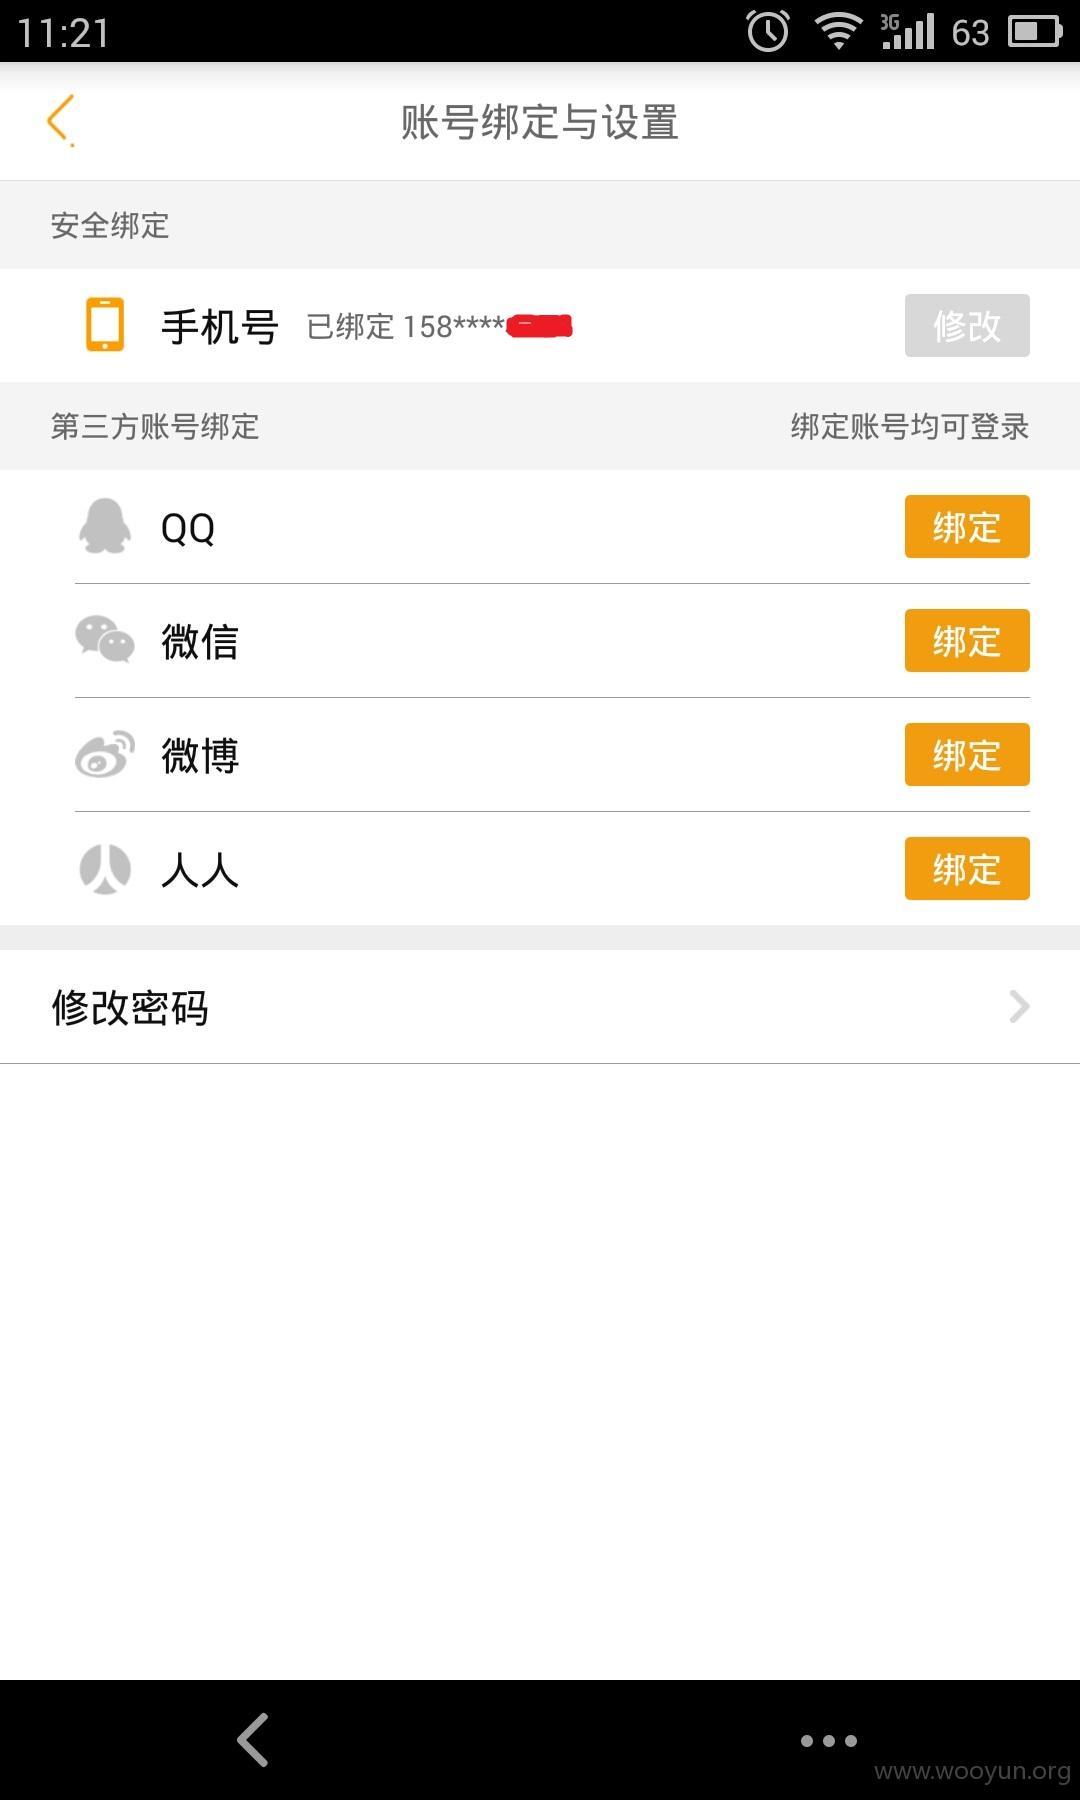 11:21
3G 63
账号绑定与设置
安全绑定
手机号 已绑定 158**** 修改
第三方账号绑定 绑定账号均可登录
QQ 绑定
微信 绑定
微博 绑定
人人 绑定
修改密码
www.wooyun.org